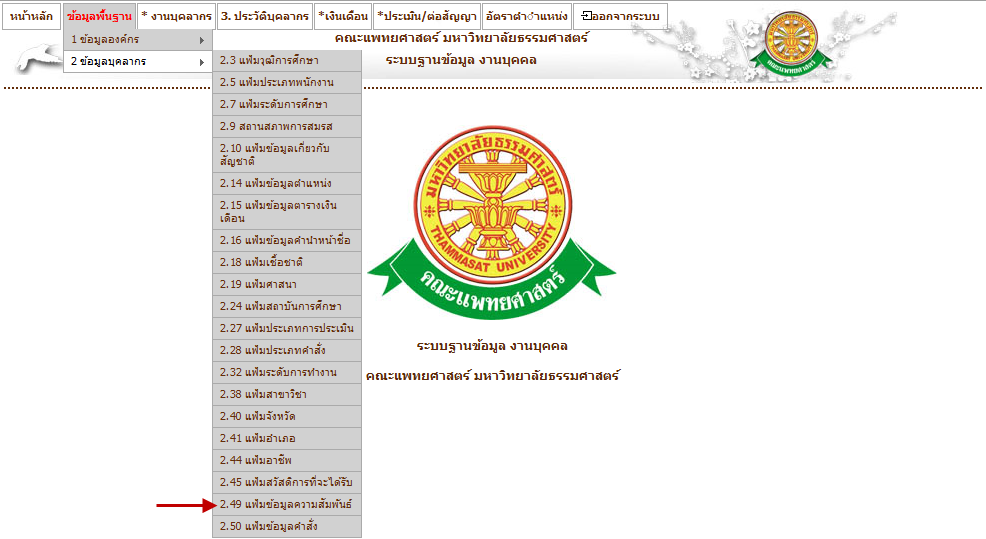 หน้าหลัก
ข้อมูลพื้นฐาน
* งานบุคลากร
3. ประวัติบุคลากร
*เงินเดือน
*ประเมิน/ต่อสัญญา
อัตราตำาแหน่ง
ออกจากระบบ
คณะแพทยศาสตร์ มหาวิทยาลัยธรรมศาสตร์
ระบบฐานข้อมูล งานบุคคล
1 ข้อมูลองค์กร
2 ข้อมูลบุคลากร
2.3 แฟ้มวุฒิการศึกษา
2.5 แฟ้มประเภทพนักงาน
2.7 แฟ้มระดับการศึกษา
2.9 สถานสภาพการสมรส
2.10 แฟ้มข้อมูลเกี่ยวกับ
สัญชาติ
2.14 แฟ้มข้อมูลตำแหน่ง
2.15 แฟ้มข้อมูลตารางเงิน
เดือน
2.16 แฟ้มข้อมูลคำนำหน้าชื่อ
2.18 แฟ้มเชื้อชาติ
2.19 แฟ้มศาสนา
2.24 แฟ้มสถาบันการศึกษา
2.27 แฟ้มประเภทการประเมิน
2.28 แฟ้มประเภทคำสั่ง
2.32 แฟ้มระดับการทำงาน
2.38 แฟ้มสาขาวิชา
2.40 แฟ้มจังหวัด
2.41 แฟ้มอำเภอ
2.44 แฟ้มอาชีพ
2.45 แฟ้มสวัสดิการที่จะได้รับ
2.49 แฟ้มข้อมูลความสัมพันธ์
2.50 แฟ้มข้อมูลคำสั่ง
มหาวิทยาลัยธรรมศาสตร์
THAMMASAT UNIVERSITY
คณะแพทยศาสตร์
ระบบฐานข้อมูล งานบุคคล
คณะแพทยศาสตร์ มหาวิทยาลัยธรรมศาสตร์